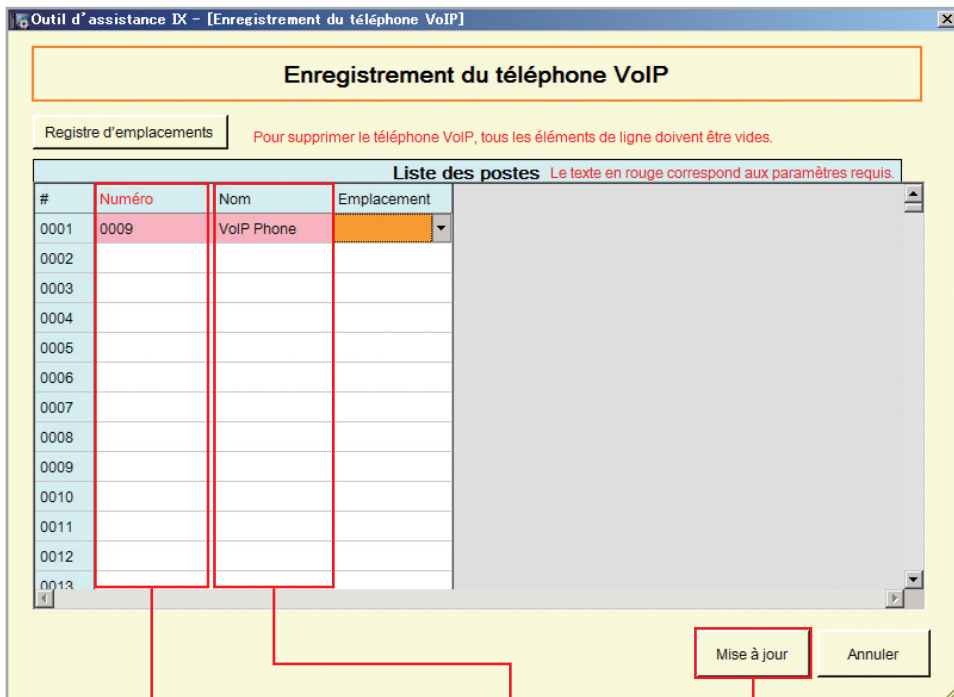 Outil d'assistance IX - [Enregistrement du téléphone VoIP]
Enregistrement du téléphone VoIP
Registre d'emplacements Pour supprimer le téléphone VoIP, tous les éléments de ligne doivent être vides.
Liste des postes Le texte en rouge correspond aux paramètres requis.
# Numéro Nom Emplacement
0001 0009 VoIP Phone
0002
0003
0004
0005
0006
0007
0008
0009
0010
0011
0012
0013
Mise à jour Annuler